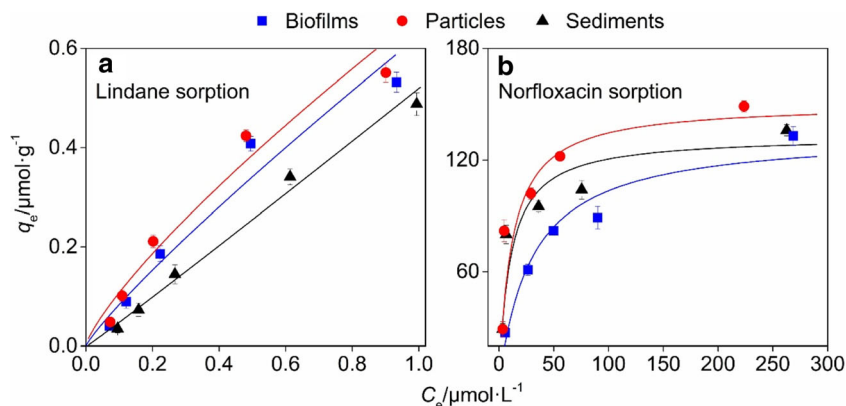 Biofilms Particles Sediments
a b
Lindane sorption Norfloxacin sorption
qe/μmol·g-1
0.6
0.4
0.2
0.0
0.0 0.2 0.4 0.6 0.8 1.0
180
120
60
0 50 100 150 200 250 300
Ce/μmol·L-1